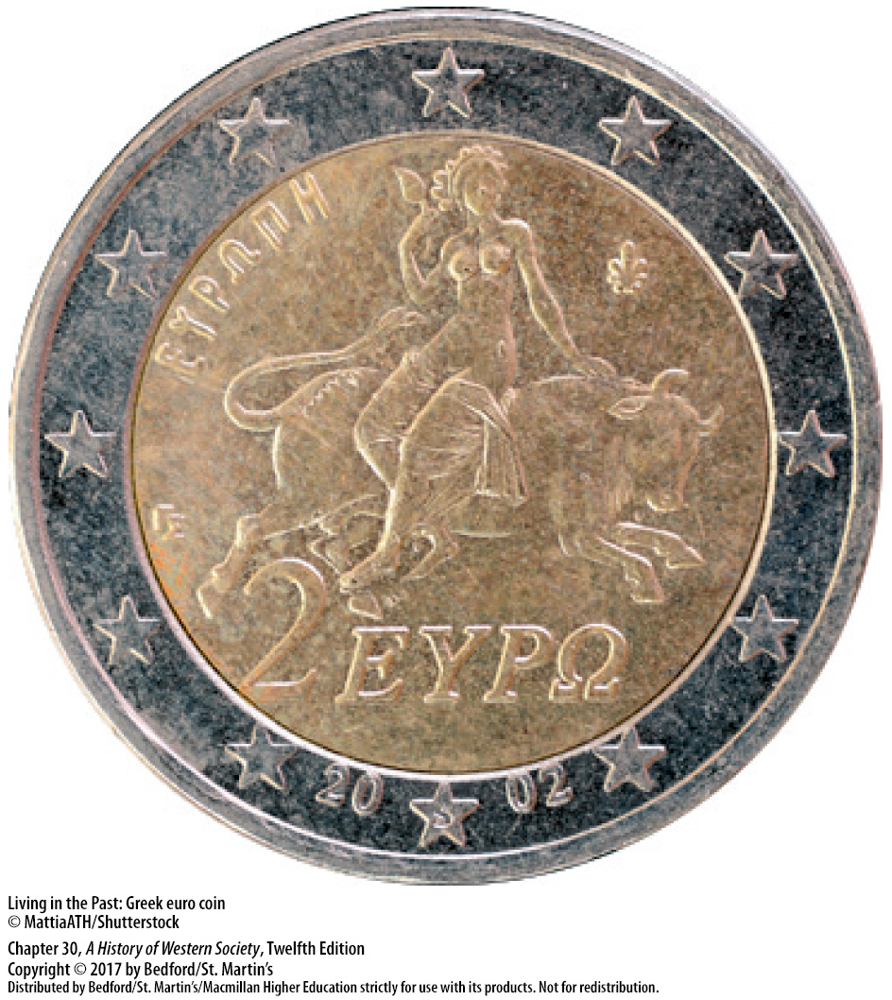 ΕΥΡΩΠΗ
2 ΕΥΡΩ
20 S 02
Living in the Past: Greek euro coin
© MattiaATH/Shutterstock
Chapter 30, A History of Western Society, Twelfth Edition
Copyright © 2017 by Bedford/St. Martin's
Distributed by Bedford/St. Martin's/Macmillan Higher Education strictly for use with its products. Not for redistribution.